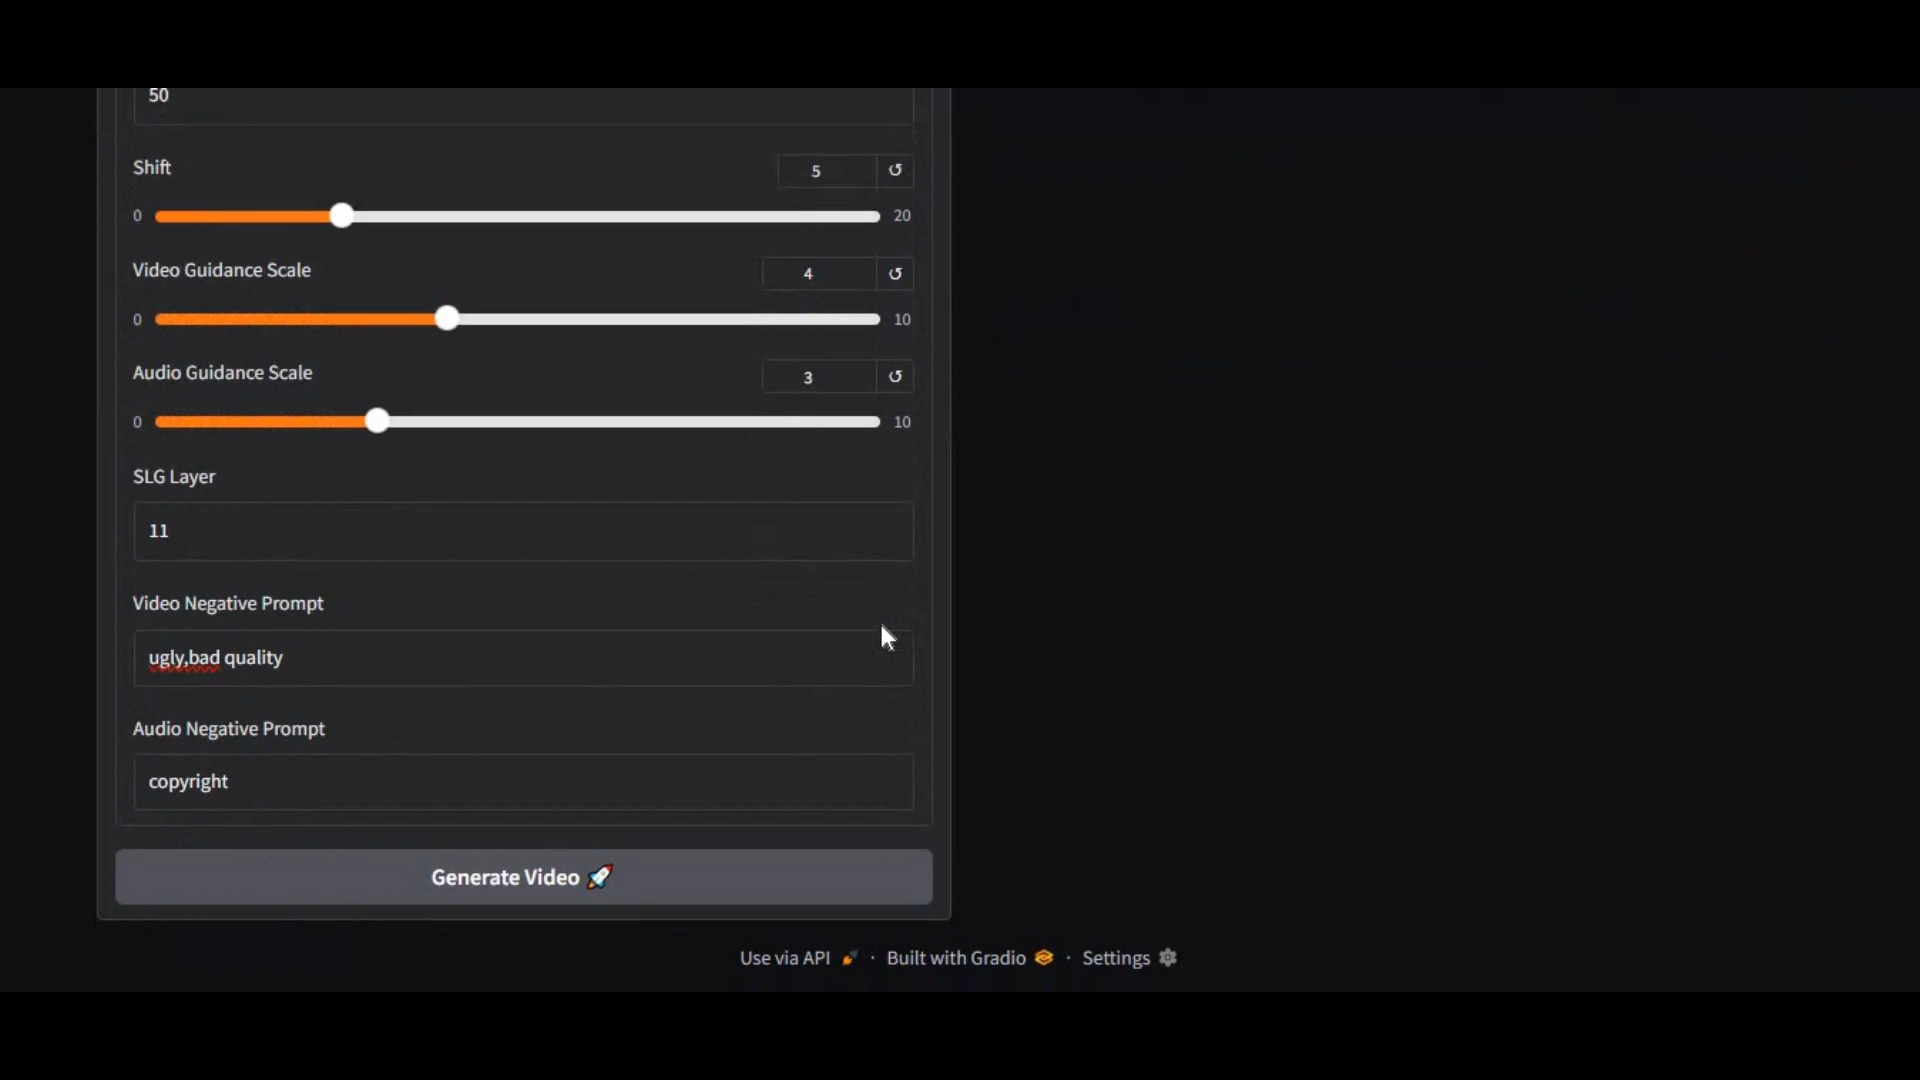 50
Shift
5 ↺
0 20
Video Guidance Scale
4 ↺
0 10
Audio Guidance Scale
3 ↺
0 10
SLG Layer
11
Video Negative Prompt
ugly,bad quality
Audio Negative Prompt
copyright
Generate Video 🚀
Use via API 🚀 · Built with Gradio · Settings ⚙